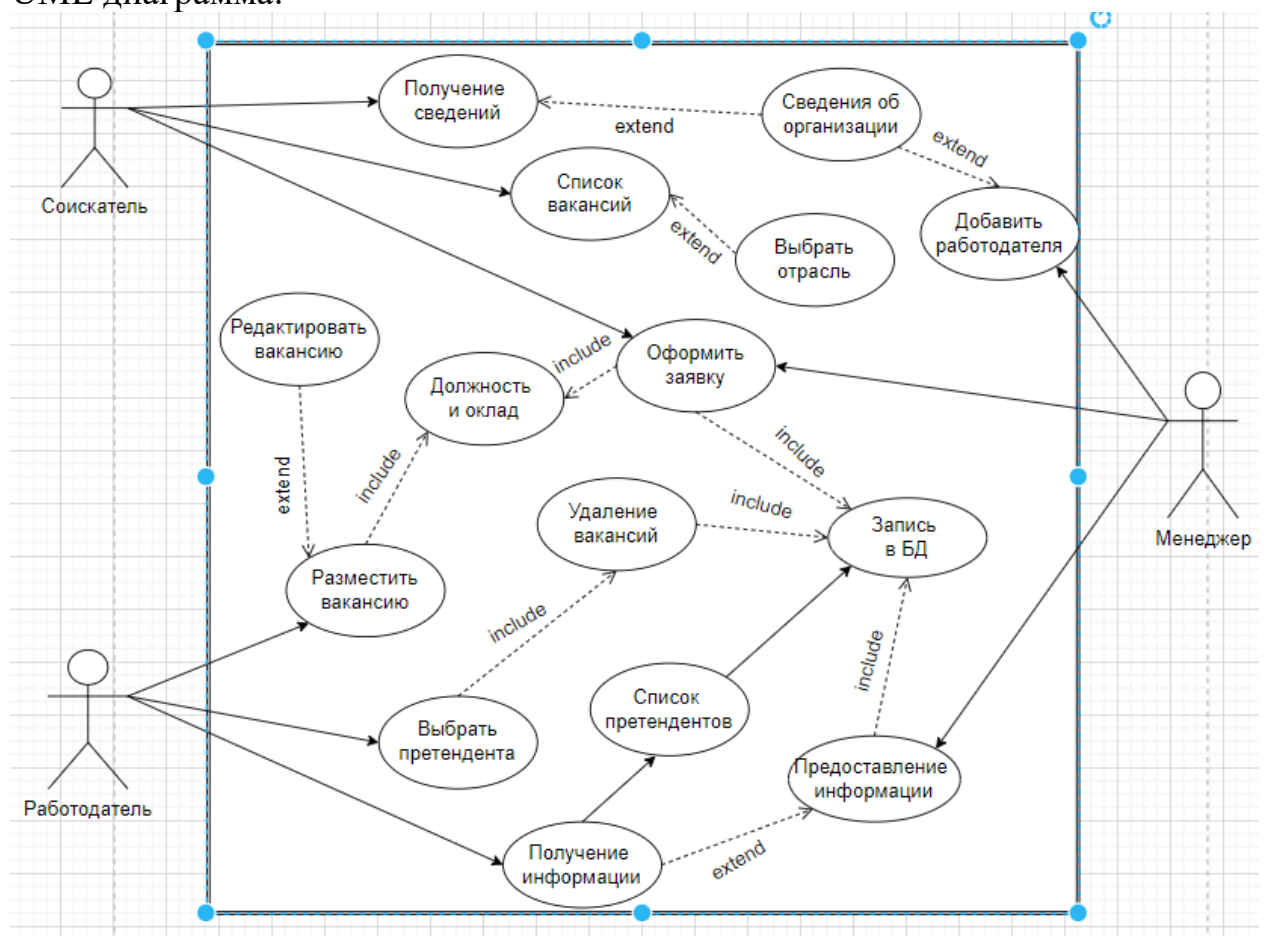 UML диаграмма:
Получение
сведений
extend
Сведения об
организации
extend
Соискатель
Список
вакансий
extend
Выбрать
отрасль
Добавить
работодателя
Редактировать
вакансию
Должность
и оклад
include
Оформить
заявку
extend
include
include
Удаление
вакансий
include
Запись
в БД
Менеджер
Разместить
вакансию
include
include
Список
претендентов
Выбрать
претендента
Предоставление
информации
Работодатель
Получение
информации
extend